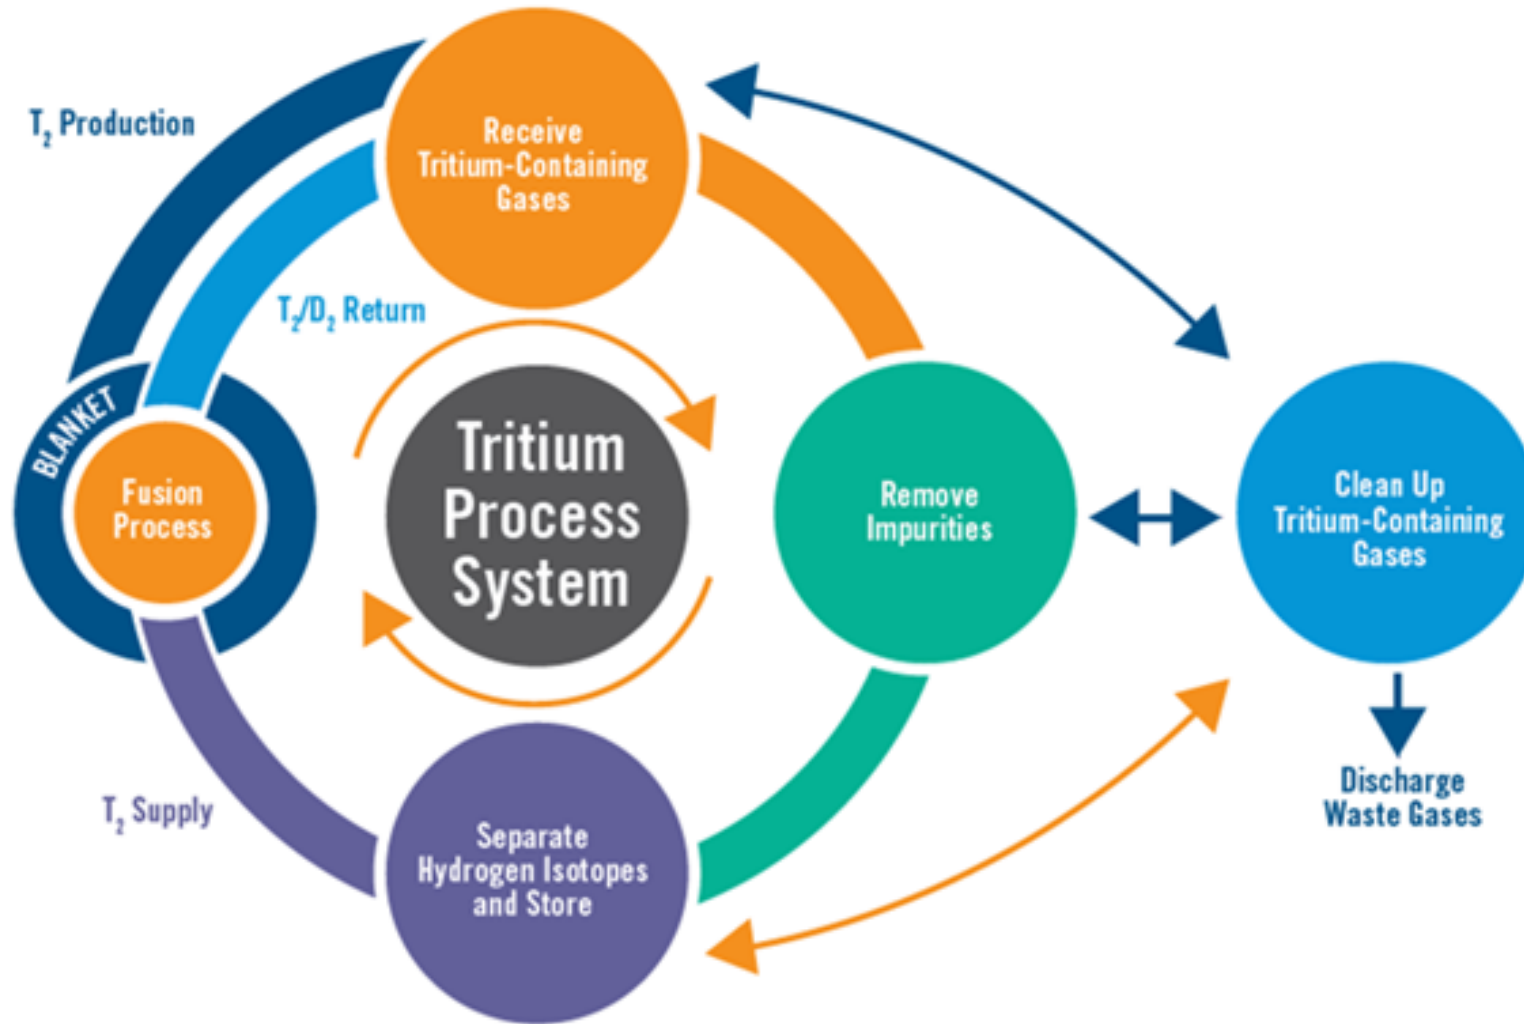 T₂ Production
Receive
Tritium-Containing
Gases
T₂/D₂ Return
BLANKET
Fusion
Process
Tritium
Process
System
Remove
Impurities
Clean Up
Tritium-Containing
Gases
Discharge
Waste Gases
T₂ Supply
Separate
Hydrogen Isotopes
and Store